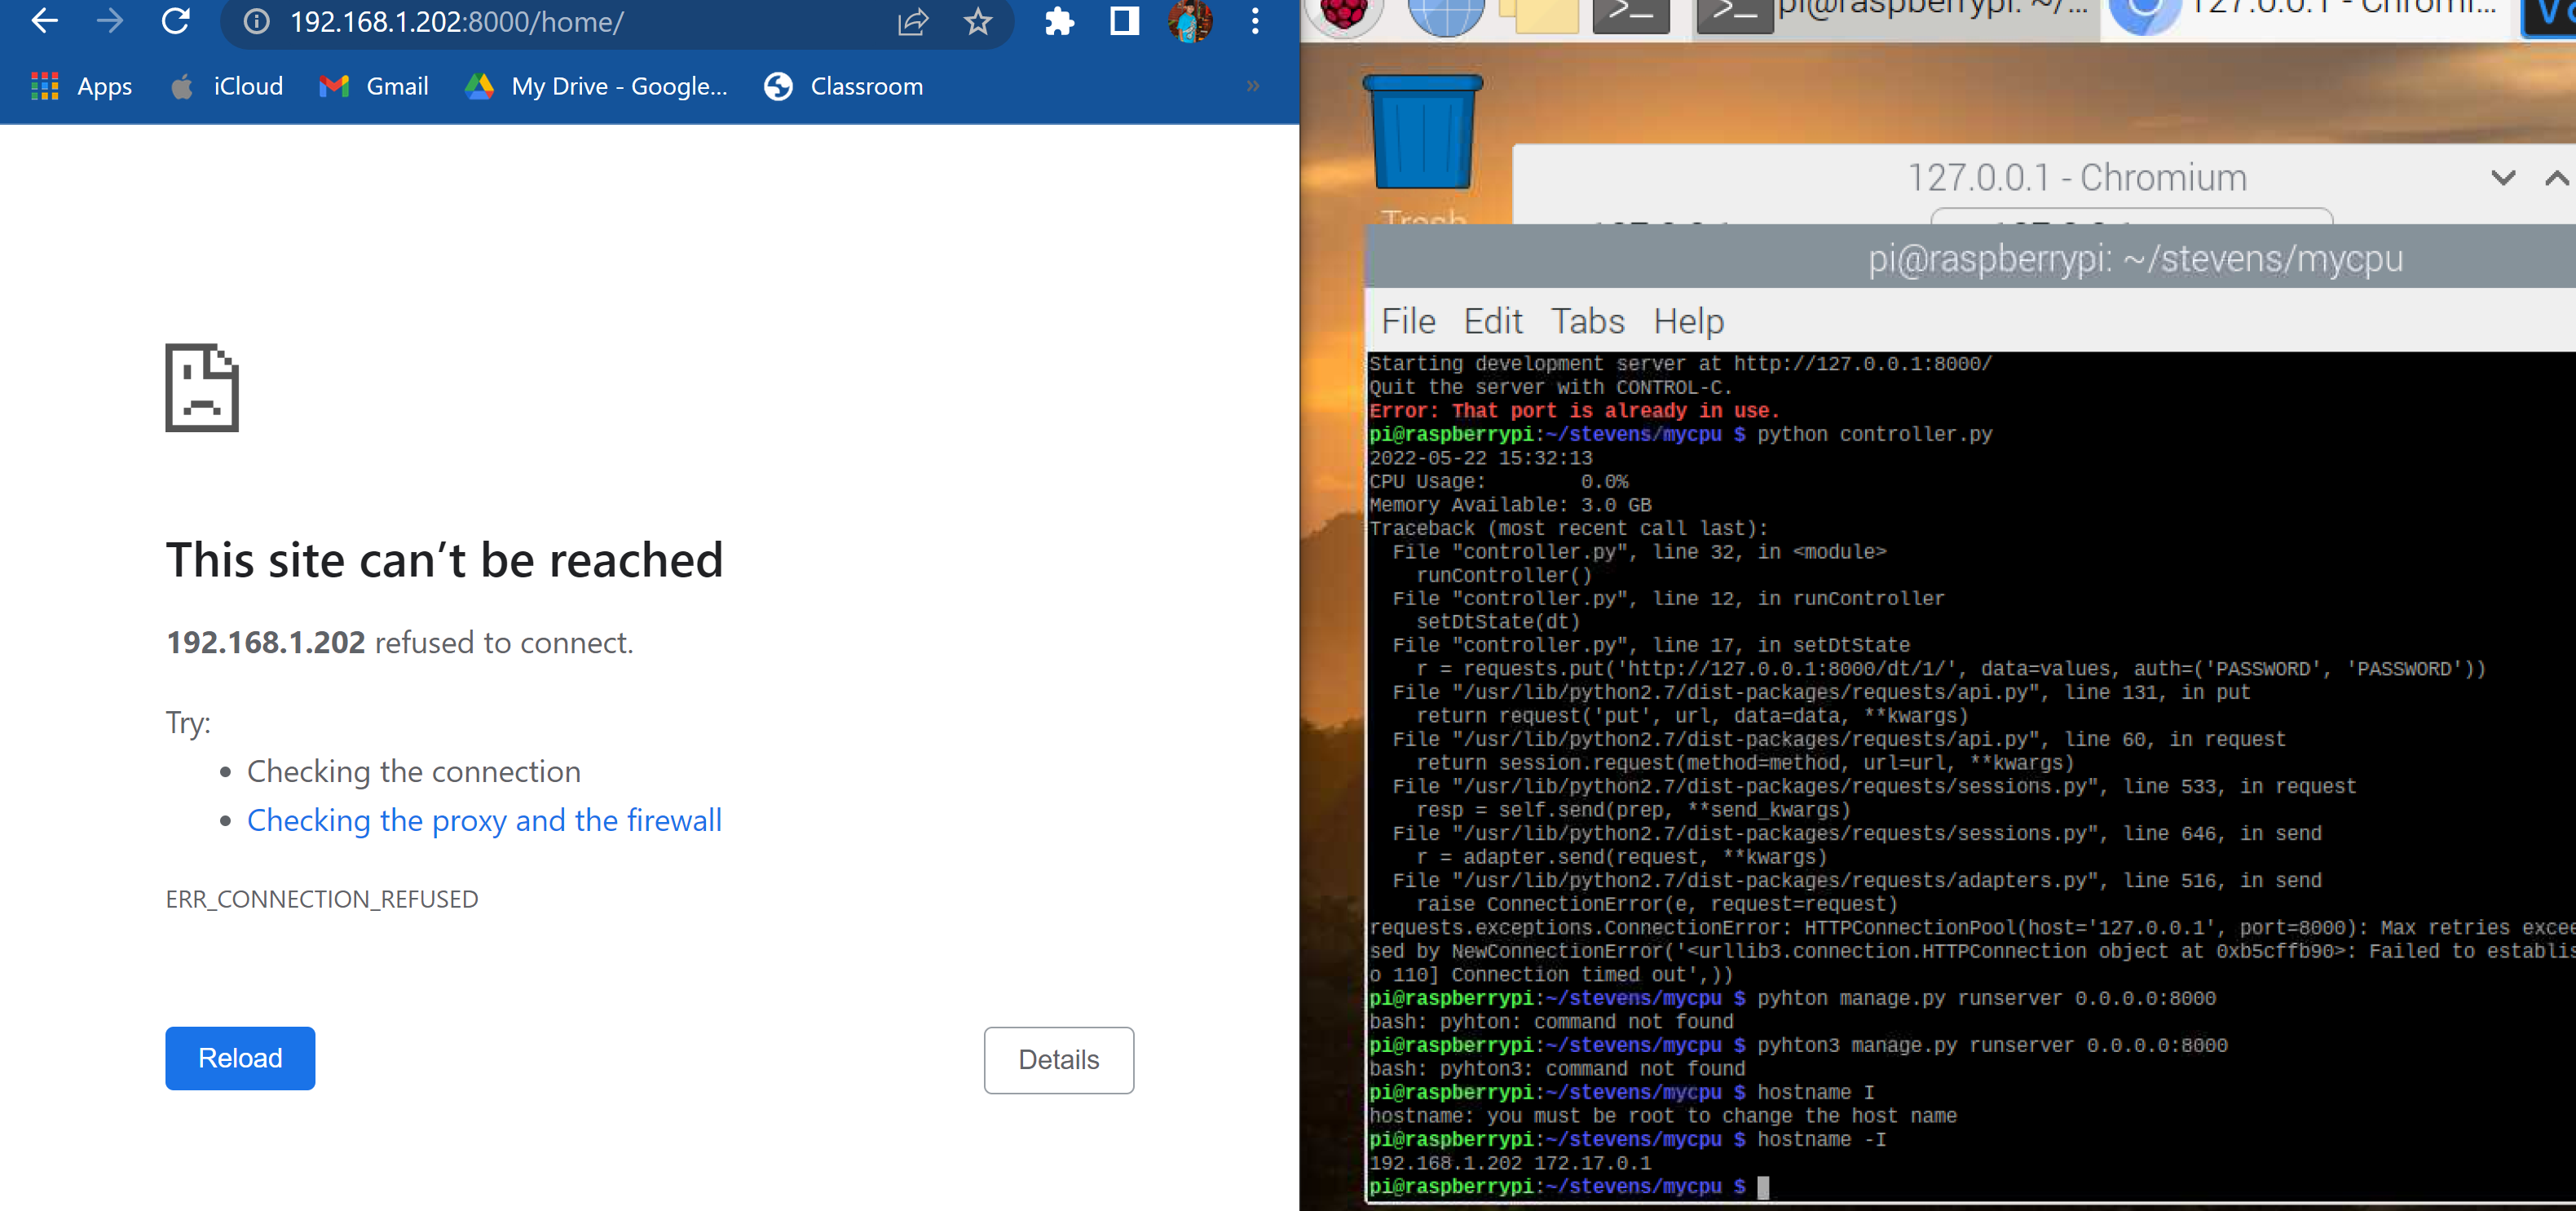 192.168.1.202:8000/home/
Apps iCloud Gmail My Drive - Google... Classroom »
This site can’t be reached
192.168.1.202 refused to connect.
Try:
• Checking the connection
• Checking the proxy and the firewall
ERR_CONNECTION_REFUSED
Reload Details
pi@raspberrypi: ~/... 127.0.0.1 - Chromi...
Trash
127.0.0.1 - Chromium
pi@raspberrypi: ~/stevens/mycpu
File Edit Tabs Help
Starting development server at http://127.0.0.1:8000/
Quit the server with CONTROL-C.
Error: That port is already in use.
pi@raspberrypi:~/stevens/mycpu $ python controller.py
2022-05-22 15:32:13
CPU Usage: 0.0%
Memory Available: 3.0 GB
Traceback (most recent call last):
File "controller.py", line 32, in <module>
runController()
File "controller.py", line 12, in runController
setDtState(dt)
File "controller.py", line 17, in setDtState
r = requests.put('http://127.0.0.1:8000/dt/1/', data=values, auth=('PASSWORD', 'PASSWORD'))
File "/usr/lib/python2.7/dist-packages/requests/api.py", line 131, in put
return request('put', url, data=data, **kwargs)
File "/usr/lib/python2.7/dist-packages/requests/api.py", line 60, in request
return session.request(method=method, url=url, **kwargs)
File "/usr/lib/python2.7/dist-packages/requests/sessions.py", line 533, in request
resp = self.send(prep, **send_kwargs)
File "/usr/lib/python2.7/dist-packages/requests/sessions.py", line 646, in send
r = adapter.send(request, **kwargs)
File "/usr/lib/python2.7/dist-packages/requests/adapters.py", line 516, in send
raise ConnectionError(e, request=request)
requests.exceptions.ConnectionError: HTTPConnectionPool(host='127.0.0.1', port=8000): Max retries excee
sed by NewConnectionError('<urllib3.connection.HTTPConnection object at 0xb5cffb90>: Failed to establis
o 110] Connection timed out',))
pi@raspberrypi:~/stevens/mycpu $ pyhton manage.py runserver 0.0.0.0:8000
bash: pyhton: command not found
pi@raspberrypi:~/stevens/mycpu $ pyhton3 manage.py runserver 0.0.0.0:8000
bash: pyhton3: command not found
pi@raspberrypi:~/stevens/mycpu $ hostname I
hostname: you must be root to change the host name
pi@raspberrypi:~/stevens/mycpu $ hostname -I
192.168.1.202 172.17.0.1
pi@raspberrypi:~/stevens/mycpu $